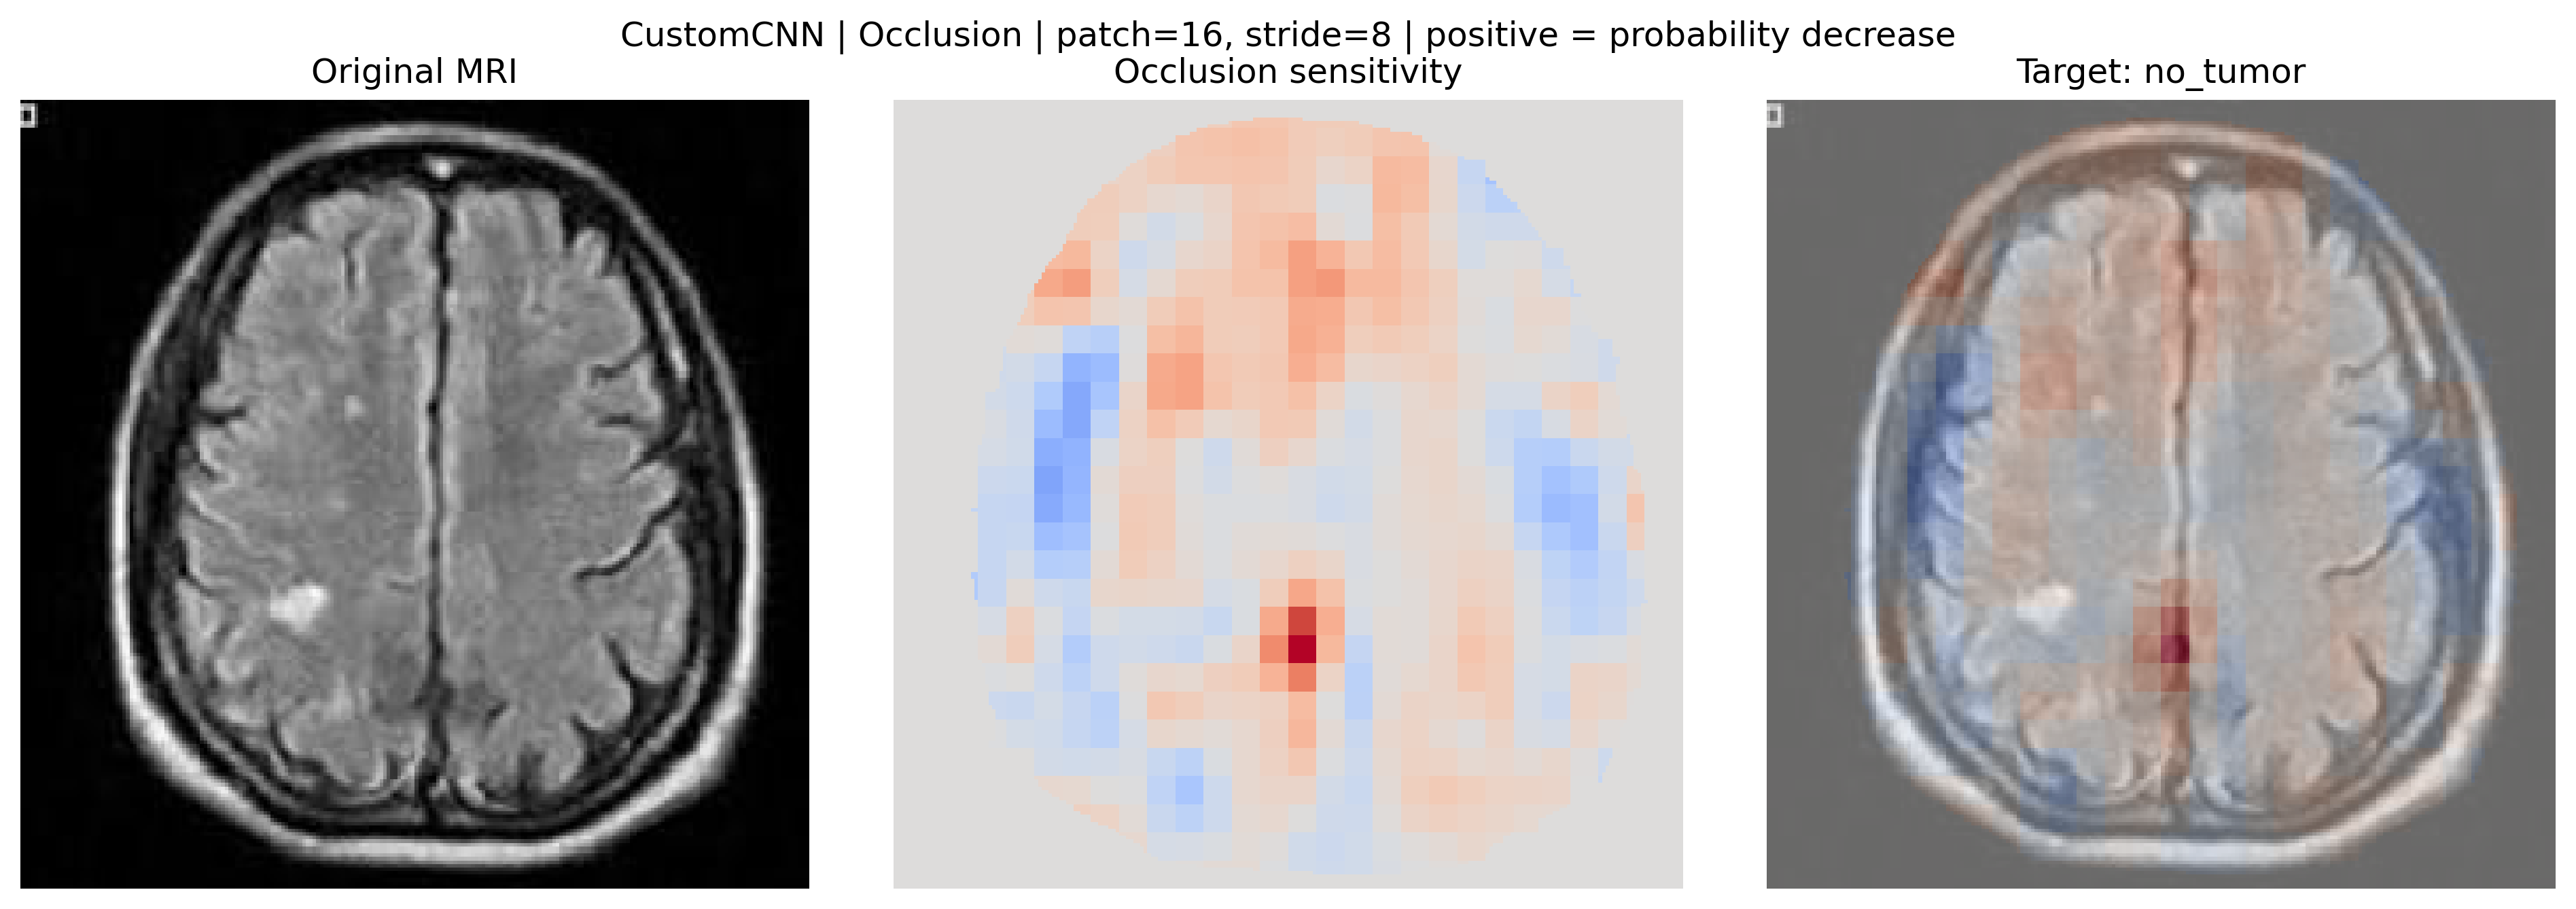 CustomCNN | Occlusion | patch=16, stride=8 | positive = probability decrease
Original MRI
Occlusion sensitivity
Target: no_tumor